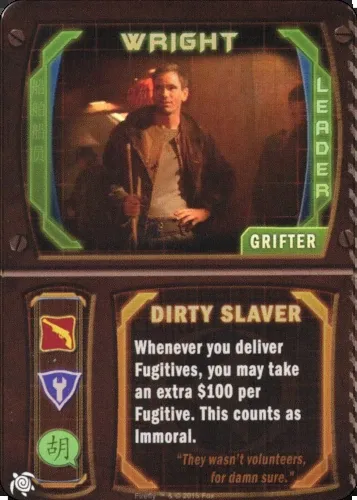 WRIGHT
LEADER
GRIFTER
DIRTY SLAVER
Whenever you deliver
Fugitives, you may take
an extra $100 per
Fugitive. This counts as
Immoral.
"They wasn't volunteers,
for damn sure."
胡
Firefly